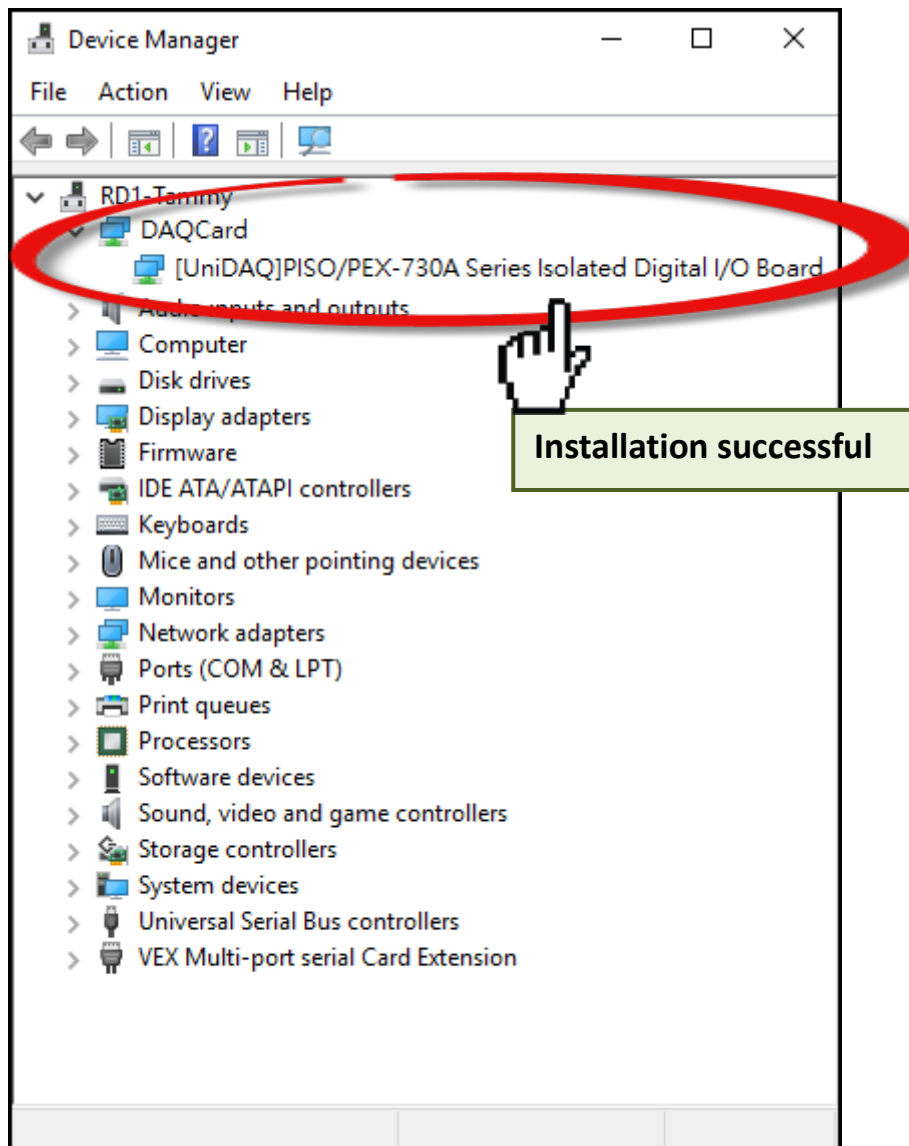 Device Manager
File Action View Help
RD1-Tammy
DAQCard
[UniDAQ]PISO/PEX-730A Series Isolated Digital I/O Board
Audio inputs and outputs
Computer
Disk drives
Display adapters
Installation successful
Firmware
IDE ATA/ATAPI controllers
Keyboards
Mice and other pointing devices
Monitors
Network adapters
Ports (COM & LPT)
Print queues
Processors
Software devices
Sound, video and game controllers
Storage controllers
System devices
Universal Serial Bus controllers
VEX Multi-port serial Card Extension